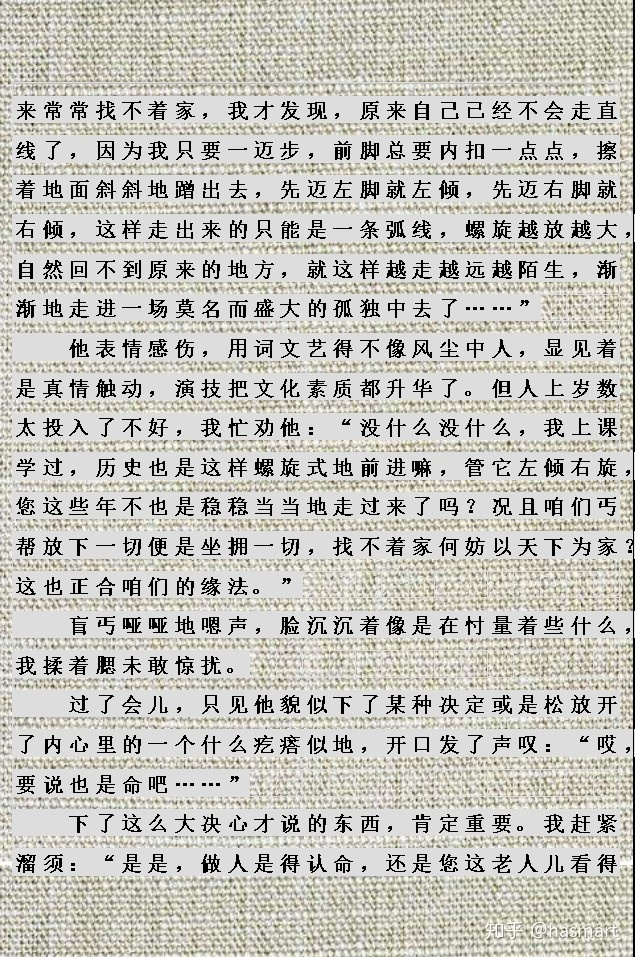 来常常找不着家，我才发现，原来自己已经不会走直
线了，因为我只要一迈步，前脚总要内扣一点点，擦
着地面斜斜地蹭出去，先迈左脚就左倾，先迈右脚就
右倾，这样走出来的只能是一条弧线，螺旋越放越大，
自然回不到原来的地方，就这样越走越远越陌生，渐
渐地走进一场莫名而盛大的孤独中去了……”
他表情感伤，用词文艺得不像风尘中人，显见着
是真情触动，演技把文化素质都升华了。但人上岁数
太投入了不好，我忙劝他：“没什么没什么，我上课
学过，历史也是这样螺旋式地前进嘛，管它左倾右旋，
您这些年不也是稳稳当当地走过来了吗？况且咱们丐
帮放下一切便是坐拥一切，找不着家何妨以天下为家？
这也正合咱们的缘法。”
盲丐哑哑地嗯声，脸沉沉着像是在忖量着些什么，
我揉着腮未敢惊扰。
过了会儿，只见他貌似下了某种决定或是松放开
了内心里的一个什么疙瘩似地，开口发了声叹：“哎，
要说也是命吧……”
下了这么大决心才说的东西，肯定重要。我赶紧
溜须：“是是，做人是得认命，还是您这老人儿看得
知乎 @hasmart